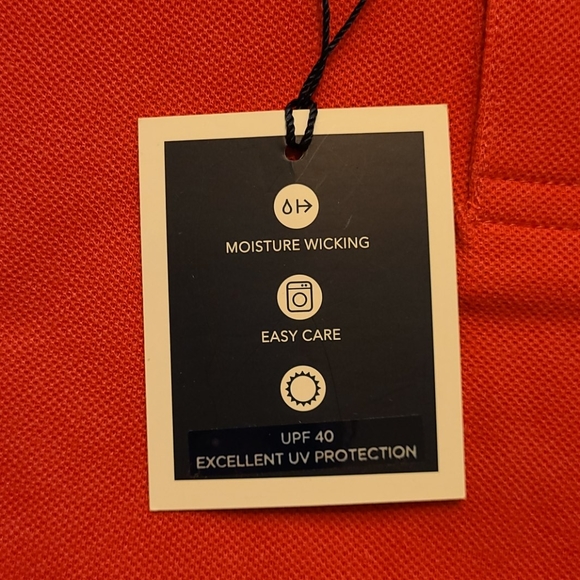 MOISTURE WICKING
EASY CARE
UPF 40
EXCELLENT UV PROTECTION